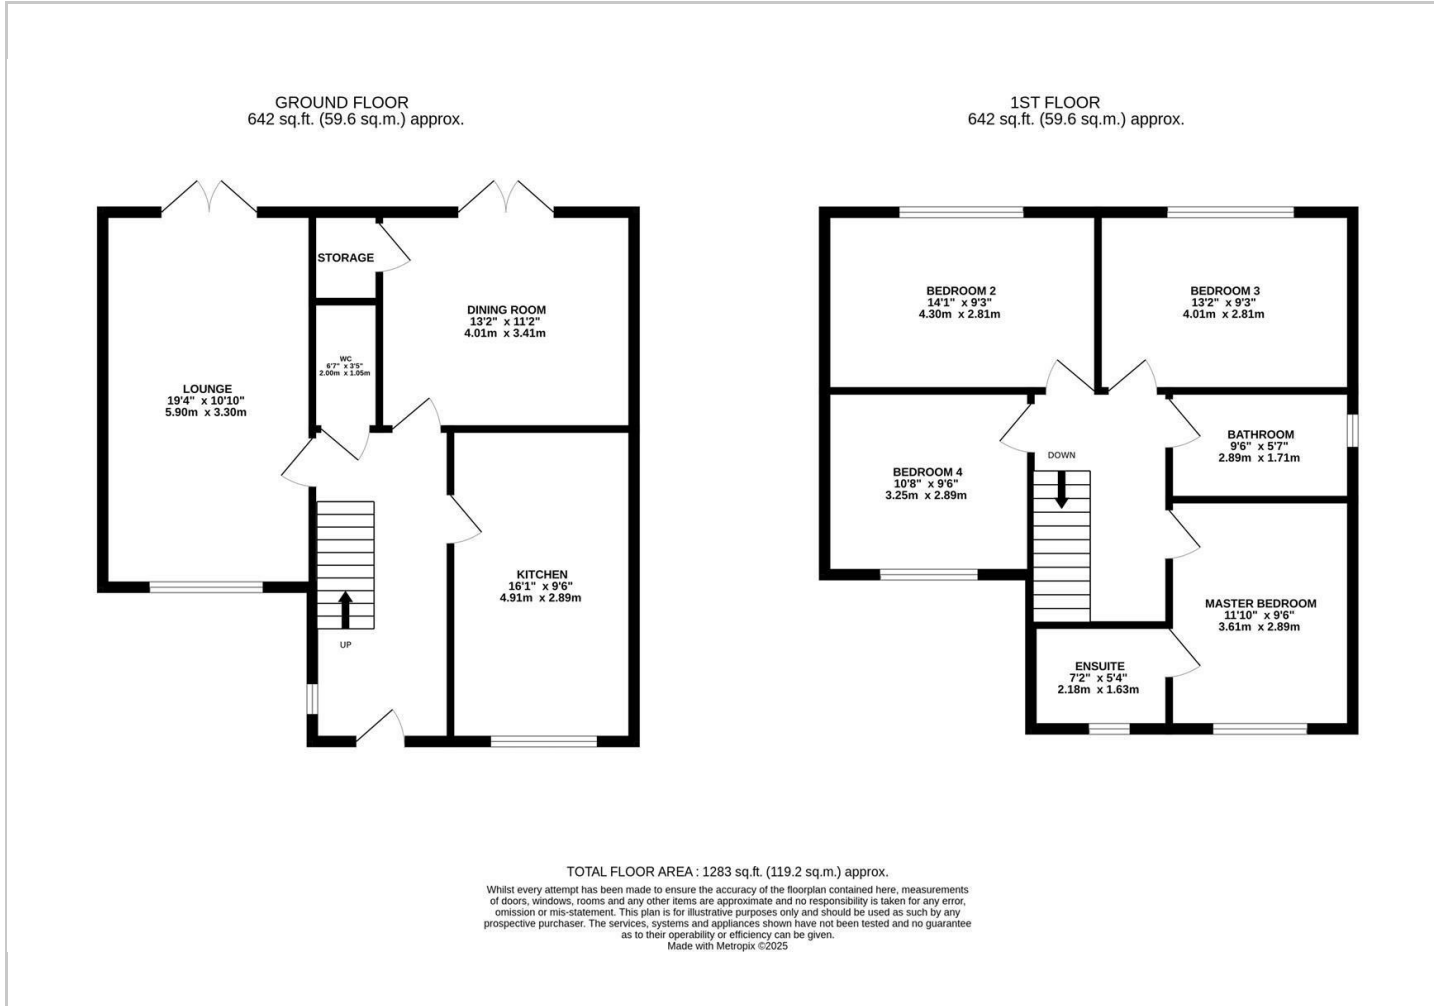 GROUND FLOOR
642 sq.ft. (59.6 sq.m.) approx.
STORAGE
DINING ROOM
13'2" x 11'2"
4.01m x 3.41m
WC
6'7" x 3'5"
2.00m x 1.05m
LOUNGE
19'4" x 10'10"
5.90m x 3.30m
KITCHEN
16'1" x 9'6"
4.91m x 2.89m
UP
1ST FLOOR
642 sq.ft. (59.6 sq.m.) approx.
BEDROOM 2
14'1" x 9'3"
4.30m x 2.81m
BEDROOM 3
13'2" x 9'3"
4.01m x 2.81m
BATHROOM
9'6" x 5'7"
2.89m x 1.71m
DOWN
BEDROOM 4
10'8" x 9'6"
3.25m x 2.89m
MASTER BEDROOM
11'10" x 9'6"
3.61m x 2.89m
ENSUITE
7'2" x 5'4"
2.18m x 1.63m
TOTAL FLOOR AREA : 1283 sq.ft. (119.2 sq.m.) approx.
Whilst every attempt has been made to ensure the accuracy of the floorplan contained here, measurements
of doors, windows, rooms and any other items are approximate and no responsibility is taken for any error,
omission or mis-statement. This plan is for illustrative purposes only and should be used as such by any
prospective purchaser. The services, systems and appliances shown have not been tested and no guarantee
as to their operability or efficiency can be given.
Made with Metropix ©2025